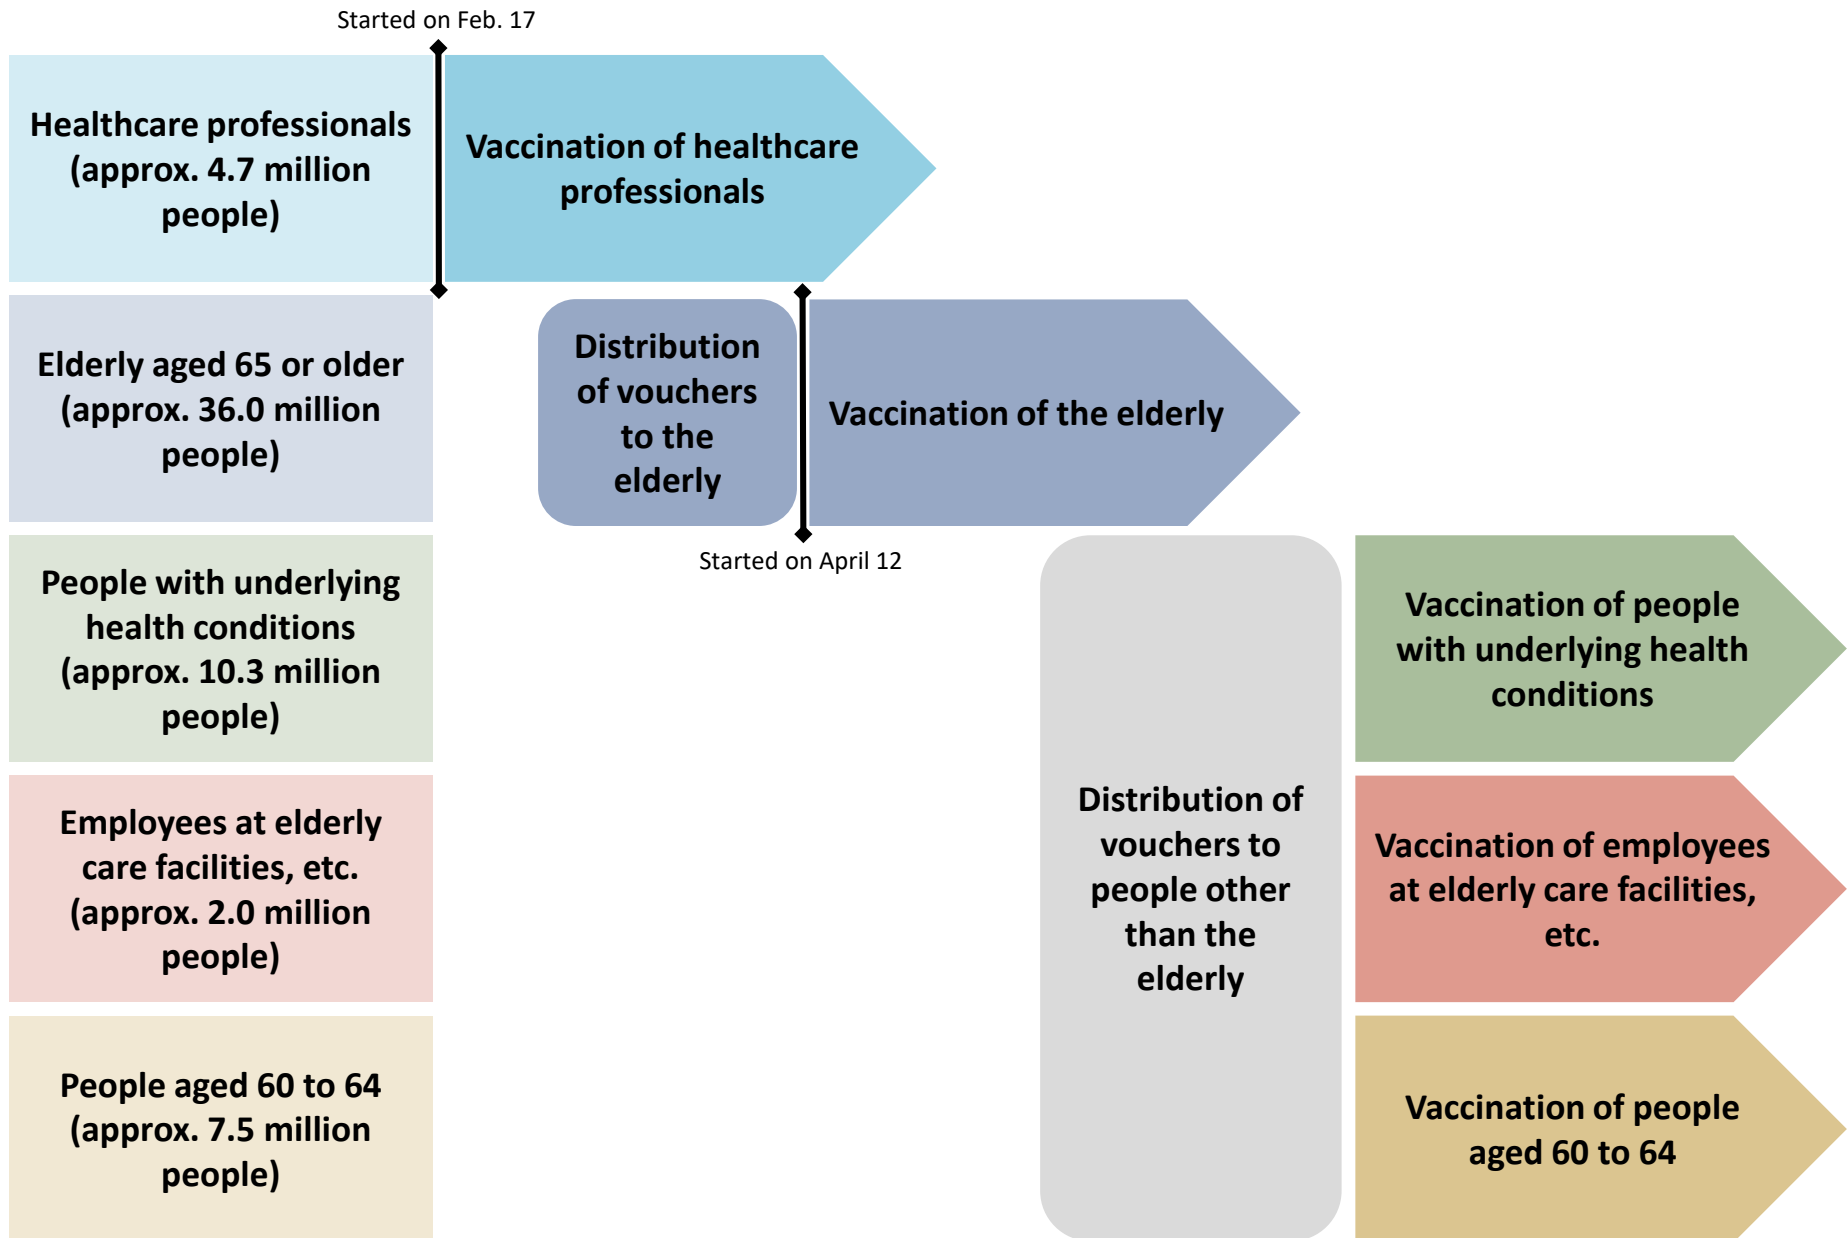 Started on Feb. 17
Healthcare professionals
(approx. 4.7 million
people)
Vaccination of healthcare
professionals
Elderly aged 65 or older
(approx. 36.0 million
people)
Distribution
of vouchers
to the
elderly
Vaccination of the elderly
Started on April 12
People with underlying
health conditions
(approx. 10.3 million
people)
Employees at elderly
care facilities, etc.
(approx. 2.0 million
people)
People aged 60 to 64
(approx. 7.5 million
people)
Distribution of
vouchers to
people other
than the
elderly
Vaccination of people
with underlying health
conditions
Vaccination of employees
at elderly care facilities,
etc.
Vaccination of people
aged 60 to 64